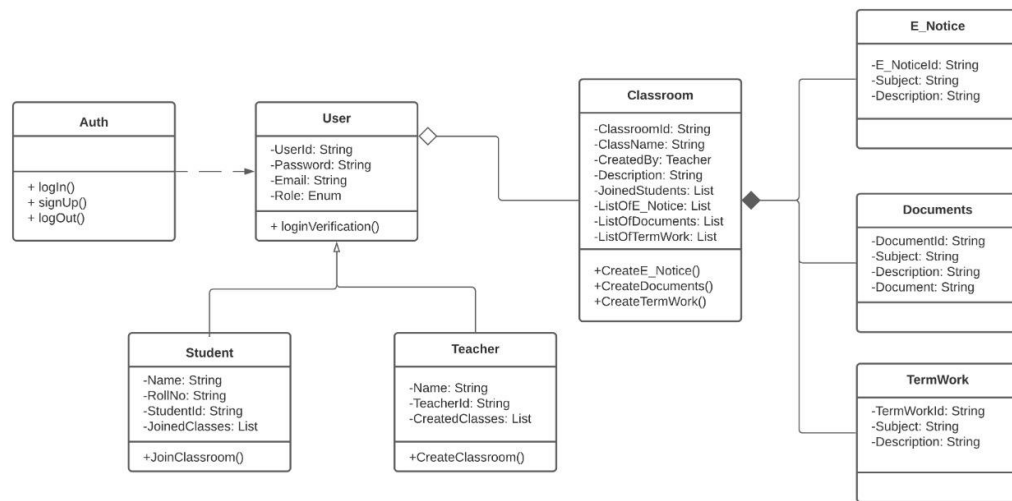 Auth
+ logIn()
+ signUp()
+ logOut()
User
-UserId: String
-Password: String
-Email: String
-Role: Enum
+ loginVerification()
Student
-Name: String
-RollNo: String
-StudentId: String
-JoinedClasses: List
+JoinClassroom()
Teacher
-Name: String
-TeacherId: String
-CreatedClasses: List
+CreateClassroom()
Classroom
-ClassroomId: String
-ClassName: String
-CreatedBy: Teacher
-Description: String
-JoinedStudents: List
-ListOfE_Notice: List
-ListOfDocuments: List
-ListOfTermWork: List
+CreateE_Notice()
+CreateDocuments()
+CreateTermWork()
E_Notice
-E_NoticeId: String
-Subject: String
-Description: String
Documents
-DocumentId: String
-Subject: String
-Description: String
-Document: String
TermWork
-TermWorkId: String
-Subject: String
-Description: String